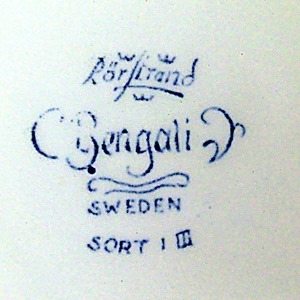 Rörstrand
Bengali
SWEDEN
SORT I III